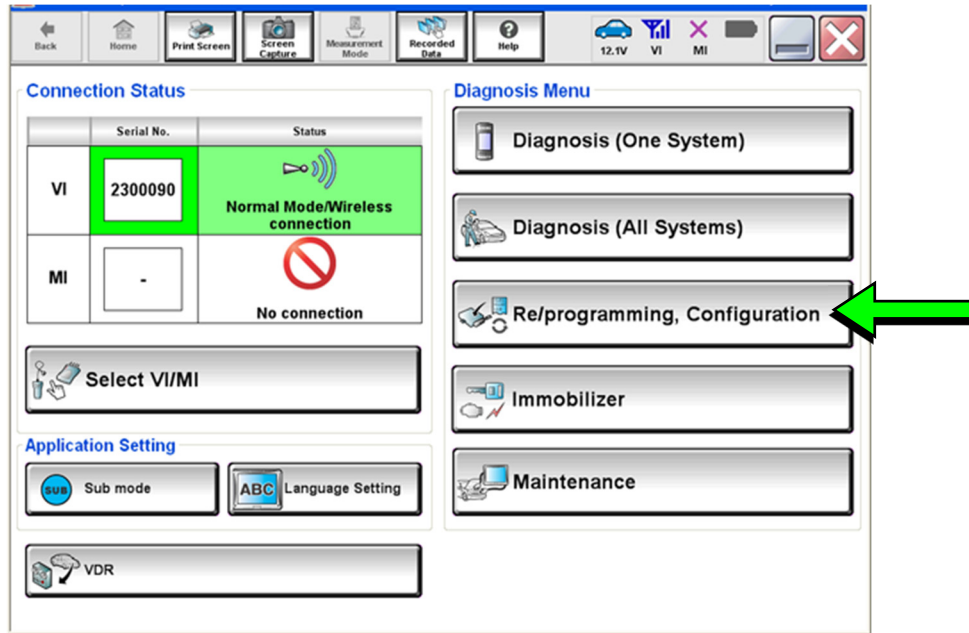 Back
Home
Print Screen
Screen
Capture
Measurement
Mode
Recorded
Data
Help
12.1V
VI
MI
Connection Status
Serial No.
Status
VI
2300090
Normal Mode/Wireless
connection
MI
-
No connection
Select VI/MI
Application Setting
SUB
Sub mode
ABC
Language Setting
VDR
Diagnosis Menu
Diagnosis (One System)
Diagnosis (All Systems)
Re/programming, Configuration
Immobilizer
Maintenance